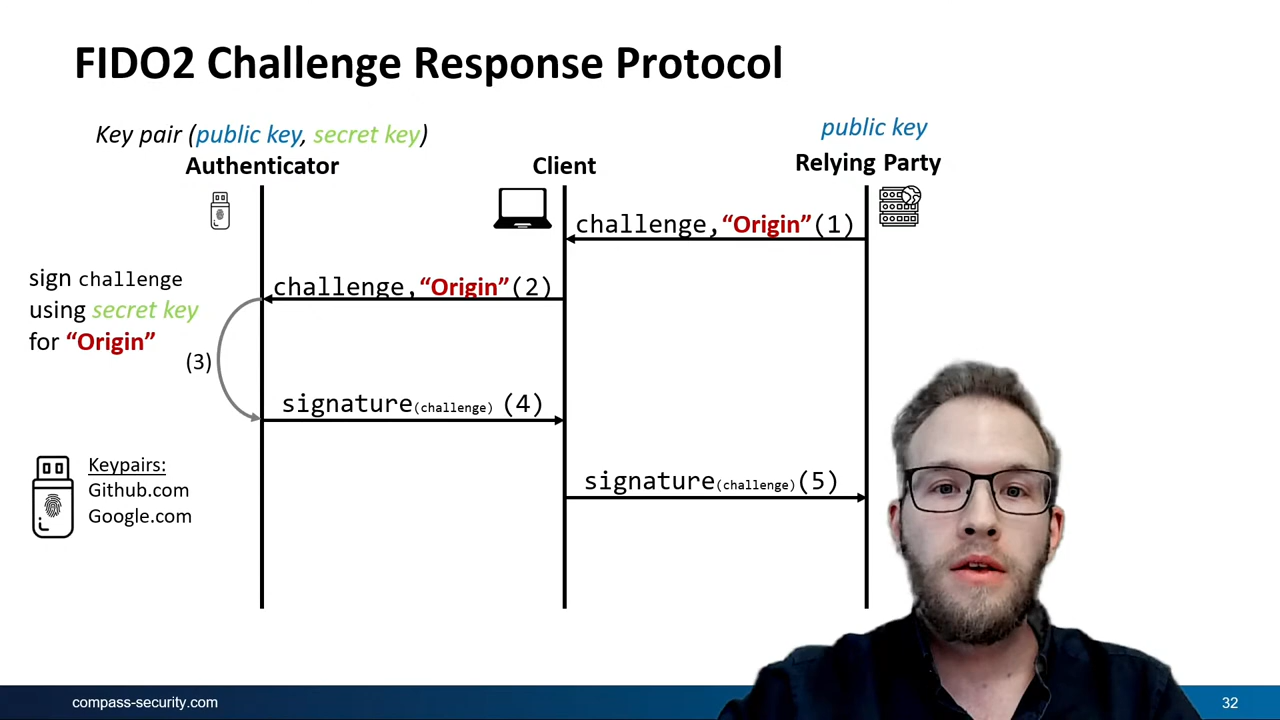 FIDO2 Challenge Response Protocol
Key pair (public key, secret key)
public key
Authenticator
Client
Relying Party
challenge,“Origin”(1)
challenge,“Origin”(2)
sign challenge
using secret key
for “Origin”
(3)
signature(challenge) (4)
Keypairs:
Github.com
Google.com
signature(challenge)(5)
compass-security.com
32